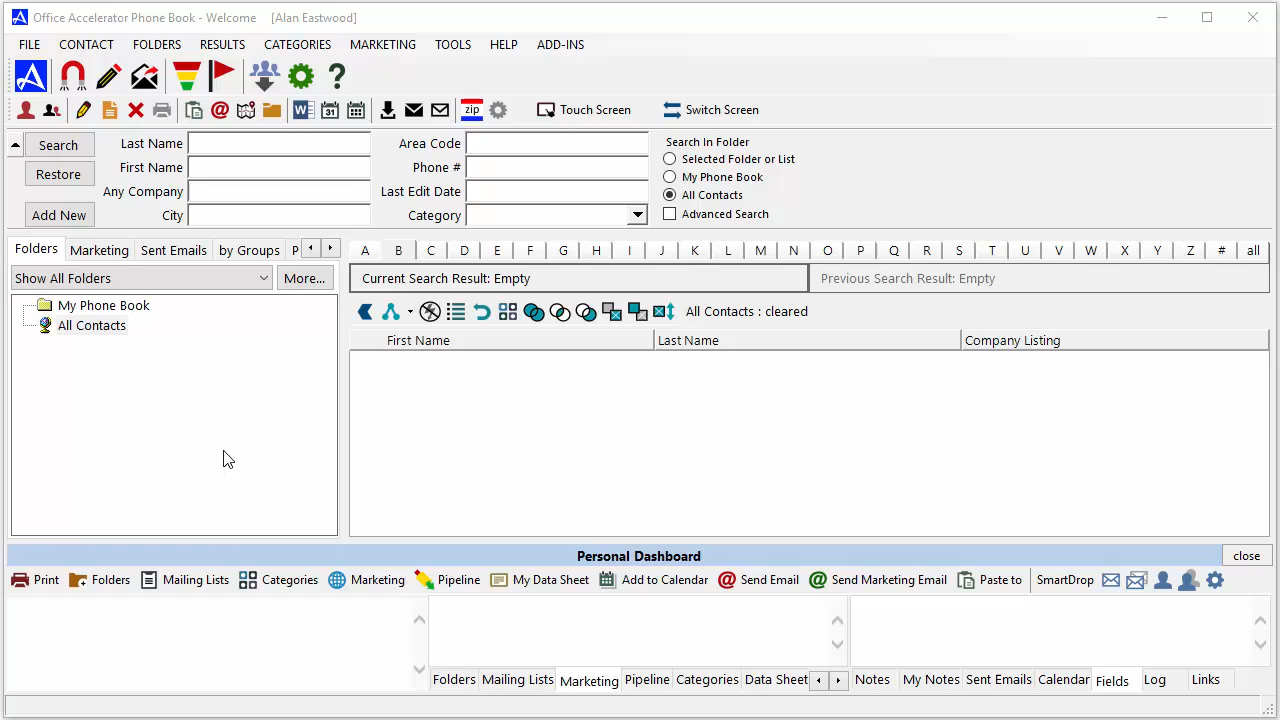 Office Accelerator Phone Book - Welcome [Alan Eastwood]
FILE CONTACT FOLDERS RESULTS CATEGORIES MARKETING TOOLS HELP ADD-INS
W 31 zip Touch Screen Switch Screen
Search Last Name Area Code Search In Folder
Selected Folder or List
Restore First Name Phone # My Phone Book
Any Company Last Edit Date All Contacts
Add New City Category Advanced Search
Folders Marketing Sent Emails by Groups P A B C D E F G H I J K L M N O P Q R S T U V W X Y Z # all
Show All Folders More... Current Search Result: Empty Previous Search Result: Empty
My Phone Book
All Contacts All Contacts : cleared
First Name Last Name Company Listing
Personal Dashboard close
Print Folders Mailing Lists Categories Marketing Pipeline My Data Sheet Add to Calendar Send Email Send Marketing Email Paste to SmartDrop
Folders Mailing Lists Marketing Pipeline Categories Data Sheet Notes My Notes Sent Emails Calendar Fields Log Links